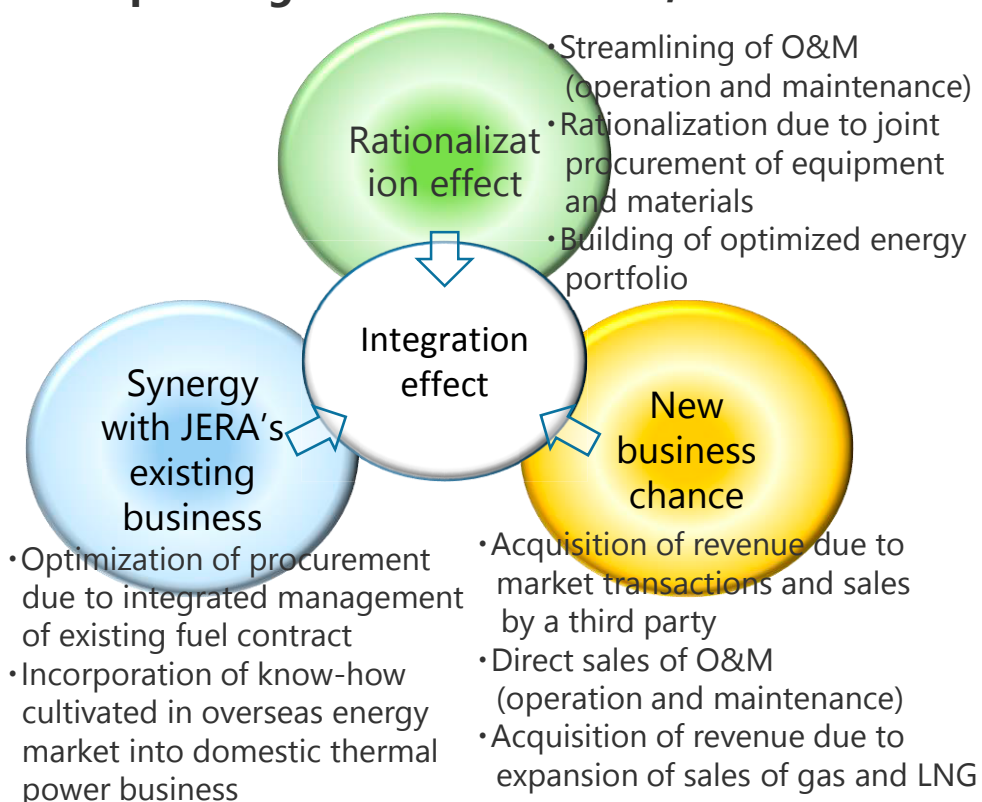 ・Streamlining of O&M
(operation and maintenance)
・Rationalization due to joint
procurement of equipment
and materials
・Building of optimized energy
portfolio
Rationalizat
ion effect
Integration
effect
Synergy
with JERA's
existing
business
New
business
chance
・Optimization of procurement
due to integrated management
of existing fuel contract
・Incorporation of know-how
cultivated in overseas energy
market into domestic thermal
power business
・Acquisition of revenue due to
market transactions and sales
by a third party
・Direct sales of O&M
(operation and maintenance)
・Acquisition of revenue due to
expansion of sales of gas and LNG